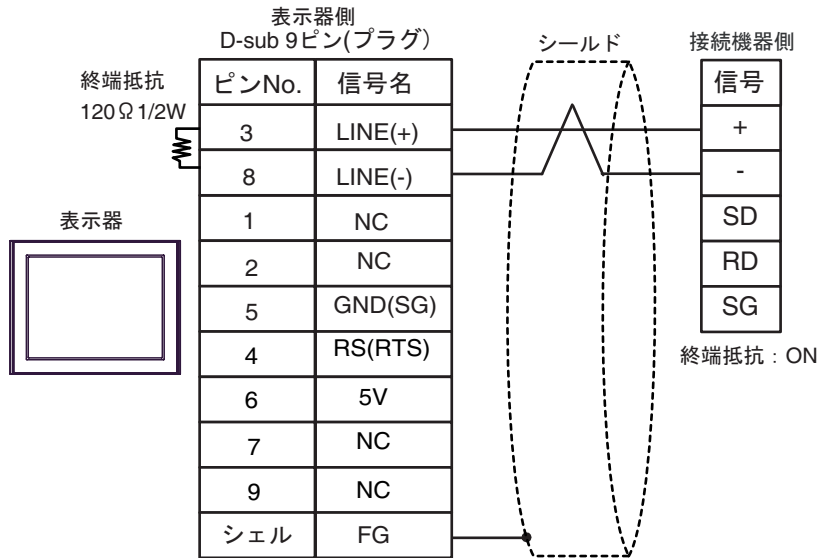 表示器側
D-sub 9ピン(プラグ)
シールド
接続機器側
終端抵抗
120Ω1/2W
ピンNo. 信号名
信号
3 LINE(+)
+
8 LINE(-)
-
表示器
1 NC
SD
2 NC
RD
5 GND(SG)
SG
4 RS(RTS)
終端抵抗:ON
6 5V
7 NC
9 NC
シェル FG